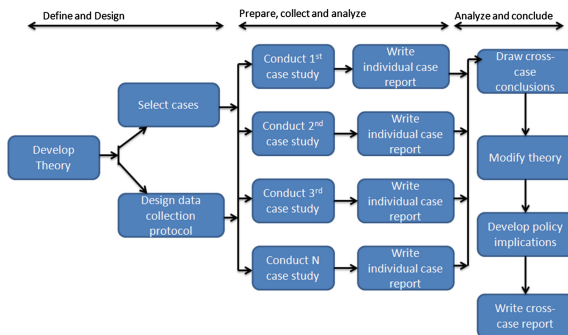 Define and Design
Prepare, collect and analyze
Analyze and conclude
Develop
Theory
Select cases
Design data
collection
protocol
Conduct 1st
case study
Write
individual case
report
Conduct 2nd
case study
Write
individual case
report
Conduct 3rd
case study
Write
individual case
report
Conduct N
case study
Write
individual case
report
Draw cross-
case
conclusions
Modify theory
Develop policy
implications
Write cross-
case report